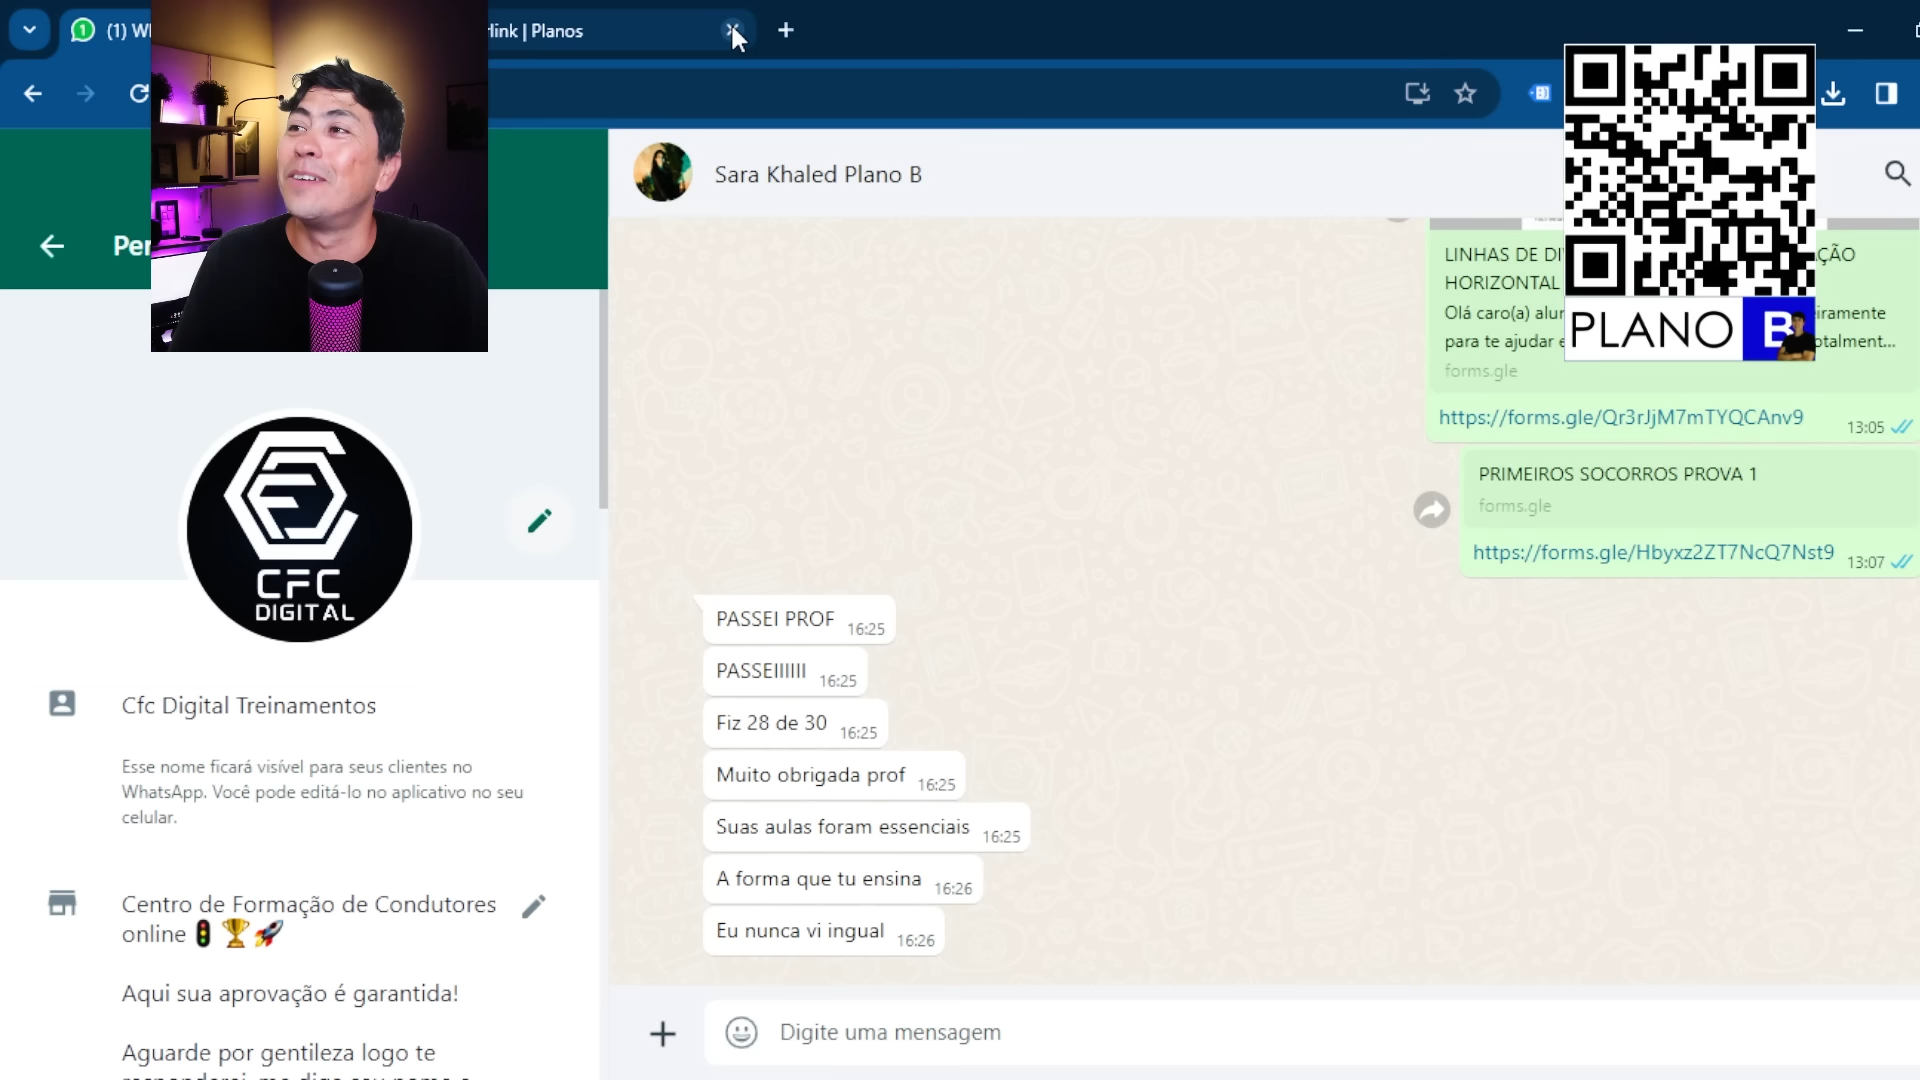 (1) W
link | Planos
Sara Khaled Plano B
Per
LINHAS DE DI
ÇÃO
HORIZONTAL
Olá caro(a) alu
iramente
para te ajudar e
otalment...
forms.gle
https://forms.gle/Qr3rJjM7mTYQCAnv9
13:05
PLANO B
PRIMEIROS SOCORROS PROVA 1
forms.gle
https://forms.gle/Hbyxz2ZT7NcQ7Nst9
13:07
PASSEI PROF 16:25
PASSEIIIIII 16:25
Fiz 28 de 30 16:25
Muito obrigada prof 16:25
Suas aulas foram essenciais 16:25
A forma que tu ensina 16:26
Eu nunca vi ingual 16:26
Digite uma mensagem
CFC
DIGITAL
Cfc Digital Treinamentos
Esse nome ficará visível para seus clientes no
WhatsApp. Você pode editá-lo no aplicativo no seu
celular.
Centro de Formação de Condutores
online 🚦🏆🚀
Aqui sua aprovação é garantida!
Aguarde por gentileza logo te